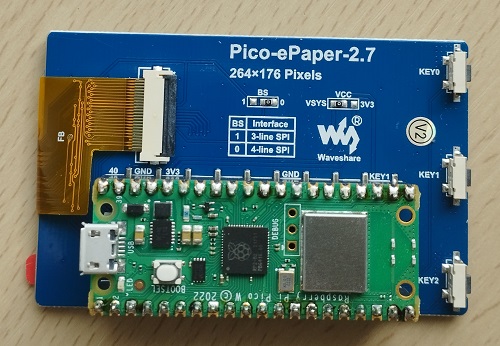 Pico-ePaper-2.7
264×176 Pixels
KEY0
BS
1 0
VCC
VSYS 3V3
BS Interface
1 3-line SPI
0 4-line SPI
®
Waveshare
V2
FB
40 GND 3V3 GND KEY1
KEY1
39
USB
DEBUG
LED
BOOTSEL
Raspberry Pi Pico W © 2022
KEY2